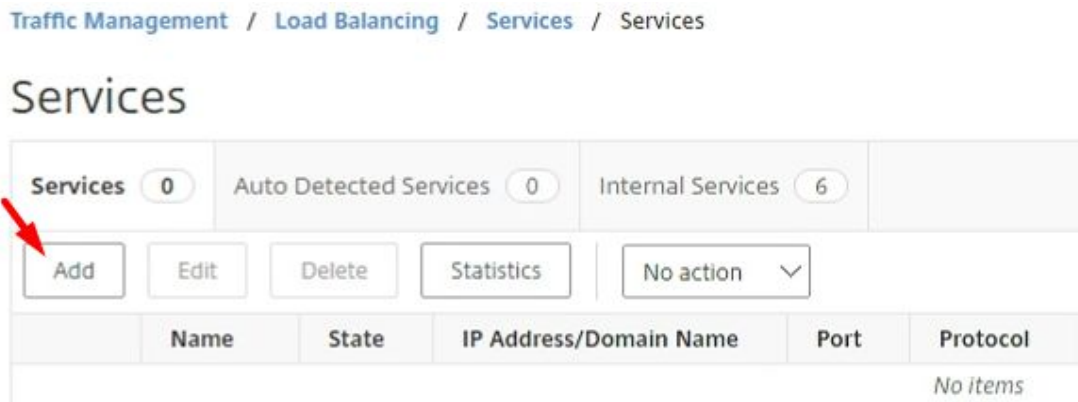 Traffic Management / Load Balancing / Services / Services
Services
Services 0 Auto Detected Services 0 Internal Services 6
Add Edit Delete Statistics No action
Name State IP Address/Domain Name Port Protocol
No items